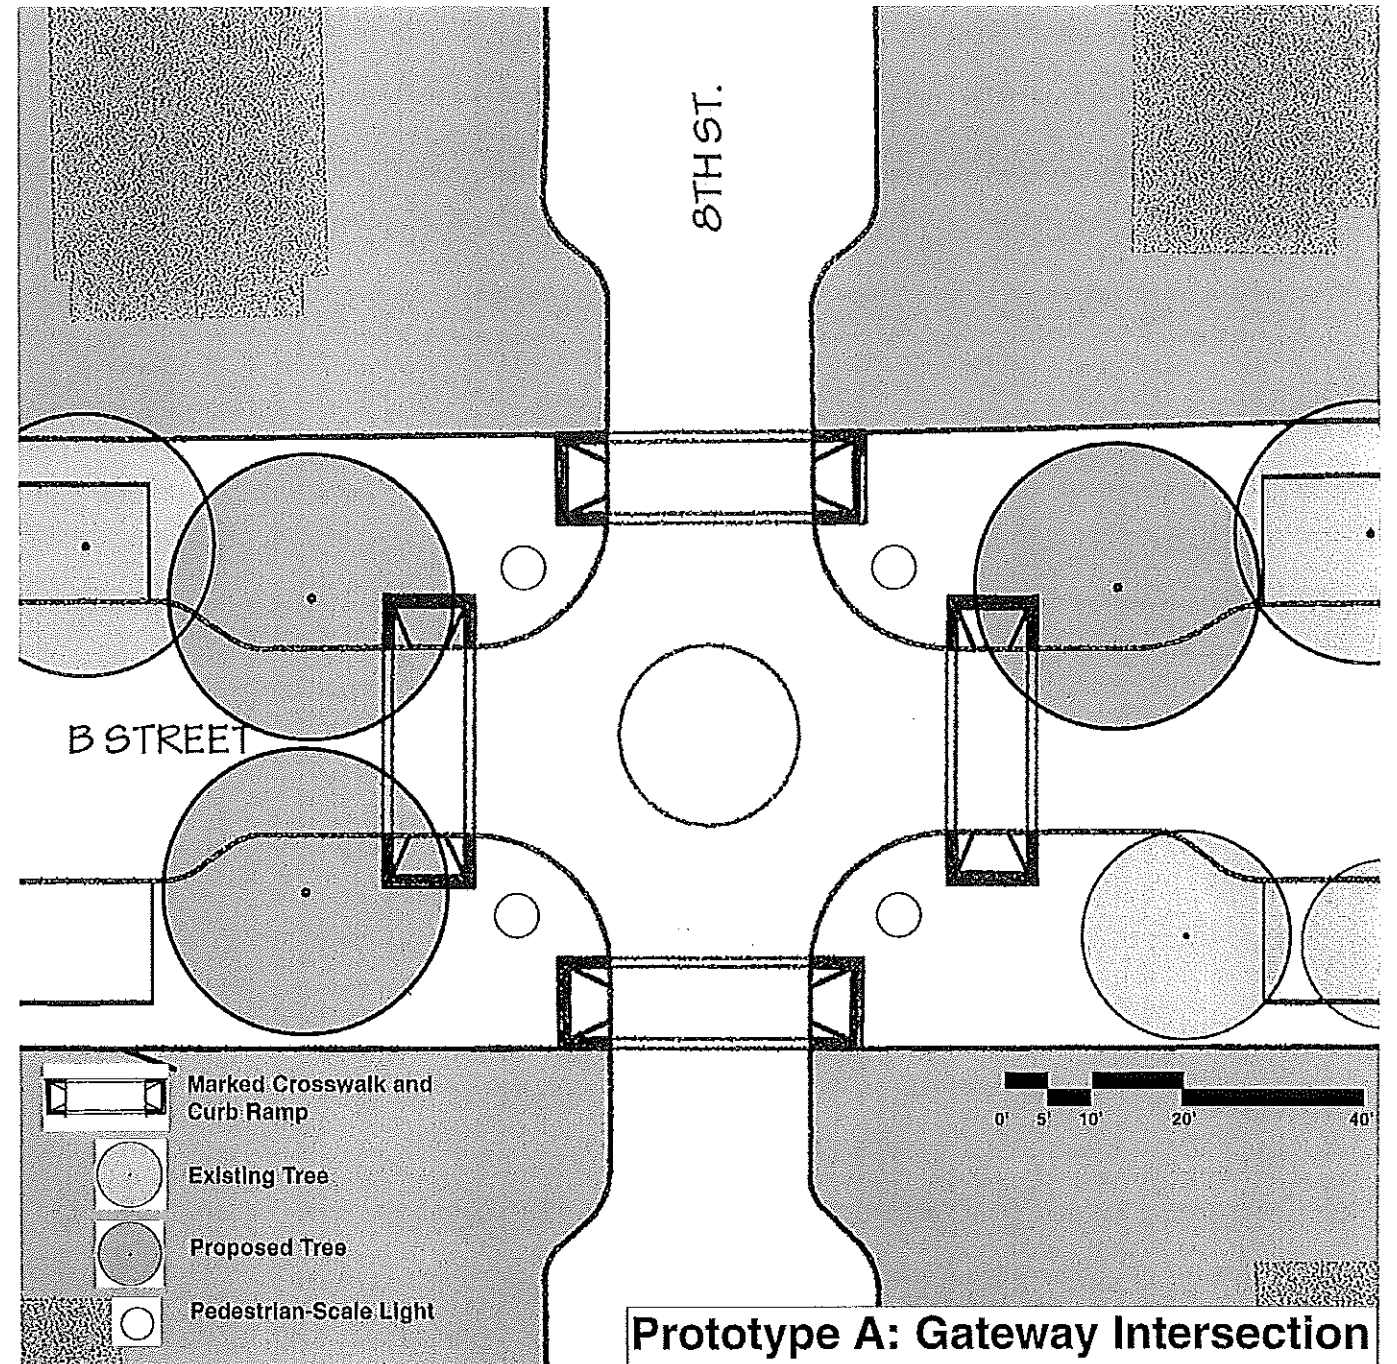 8TH ST.
B STREET
Marked Crosswalk and
Curb Ramp
Existing Tree
Proposed Tree
Pedestrian-Scale Light
0' 5' 10' 20' 40'
Prototype A: Gateway Intersection